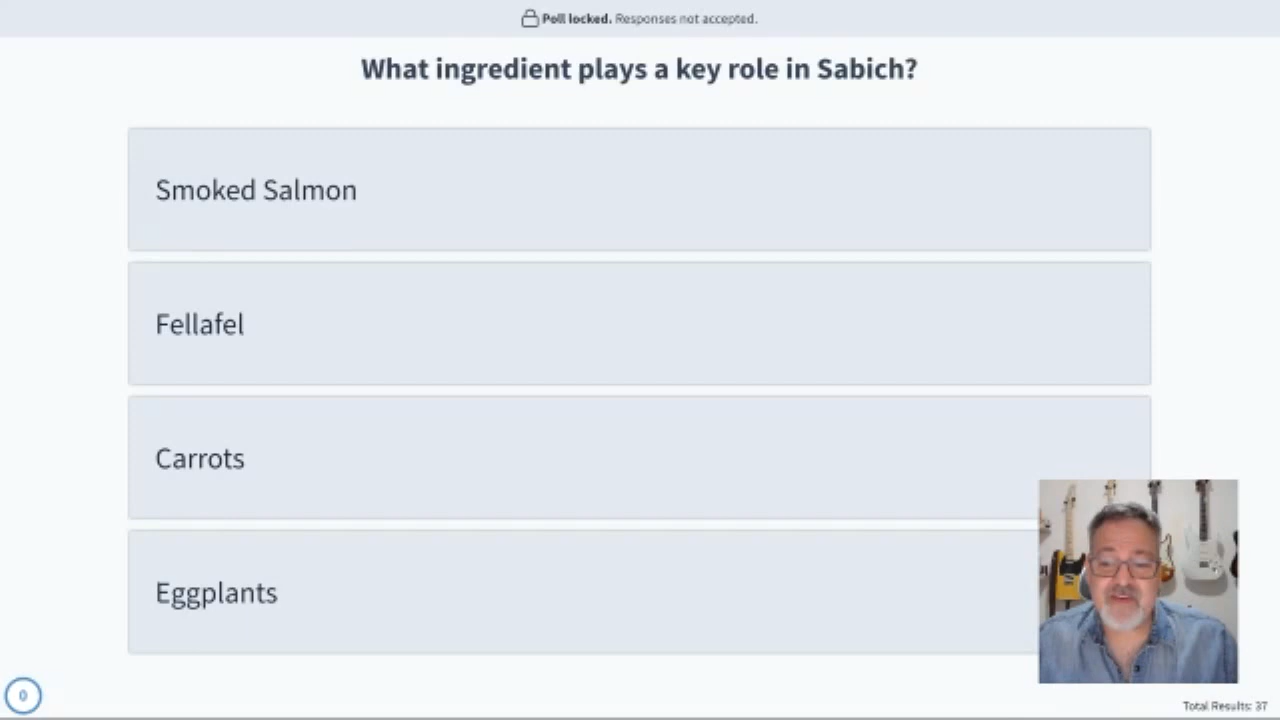 Poll locked. Responses not accepted.
What ingredient plays a key role in Sabich?
Smoked Salmon
Fellafel
Carrots
Eggplants
0
Total Results: 37